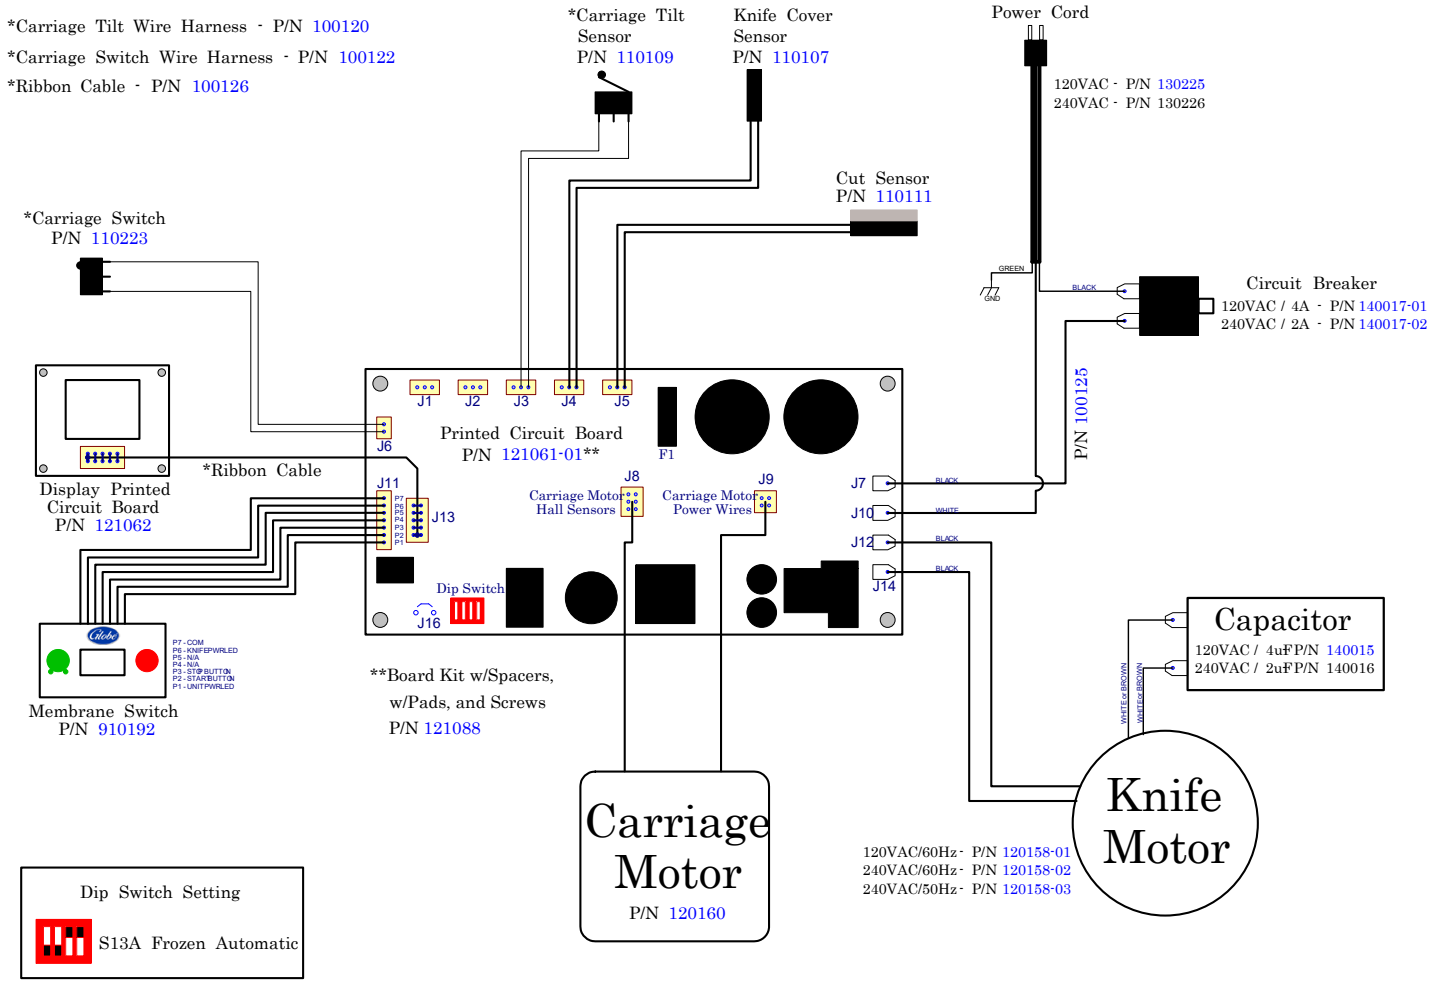 *Carriage Tilt Wire Harness - P/N 100120
*Carriage Switch Wire Harness - P/N 100122
*Ribbon Cable - P/N 100126
*Carriage Tilt
Sensor
P/N 110109
Knife Cover
Sensor
P/N 110107
Power Cord
120VAC - P/N 130225
240VAC - P/N 130226
Cut Sensor
P/N 110111
*Carriage Switch
P/N 110223
GREEN
GND
BLACK
Circuit Breaker
120VAC / 4A - P/N 140017-01
240VAC / 2A - P/N 140017-02
P/N 100125
J1
J2
J3
J4
J5
J6
Printed Circuit Board
P/N 121061-01**
F1
*Ribbon Cable
Display Printed
Circuit Board
P/N 121062
J11
P7
P6
P5
P4
P3
P2
P1
J13
J8
Carriage Motor
Hall Sensors
J9
Carriage Motor
Power Wires
J7
BLACK
J10
WHITE
J12
BLACK
J14
BLACK
Dip Switch
J16
Globe
P7 - COM
P6 - KNIFE PWR LED
P5 - N/A
P4 - N/A
P3 - STOP BUTTON
P2 - START BUTTON
P1 - UNIT PWR LED
Membrane Switch
P/N 910192
**Board Kit w/Spacers,
w/Pads, and Screws
P/N 121088
Capacitor
120VAC / 4uF P/N 140015
240VAC / 2uF P/N 140016
WHITE or BROWN
WHITE or BROWN
Knife
Motor
120VAC/60Hz - P/N 120158-01
240VAC/60Hz - P/N 120158-02
240VAC/50Hz - P/N 120158-03
Carriage
Motor
P/N 120160
Dip Switch Setting
S13A Frozen Automatic